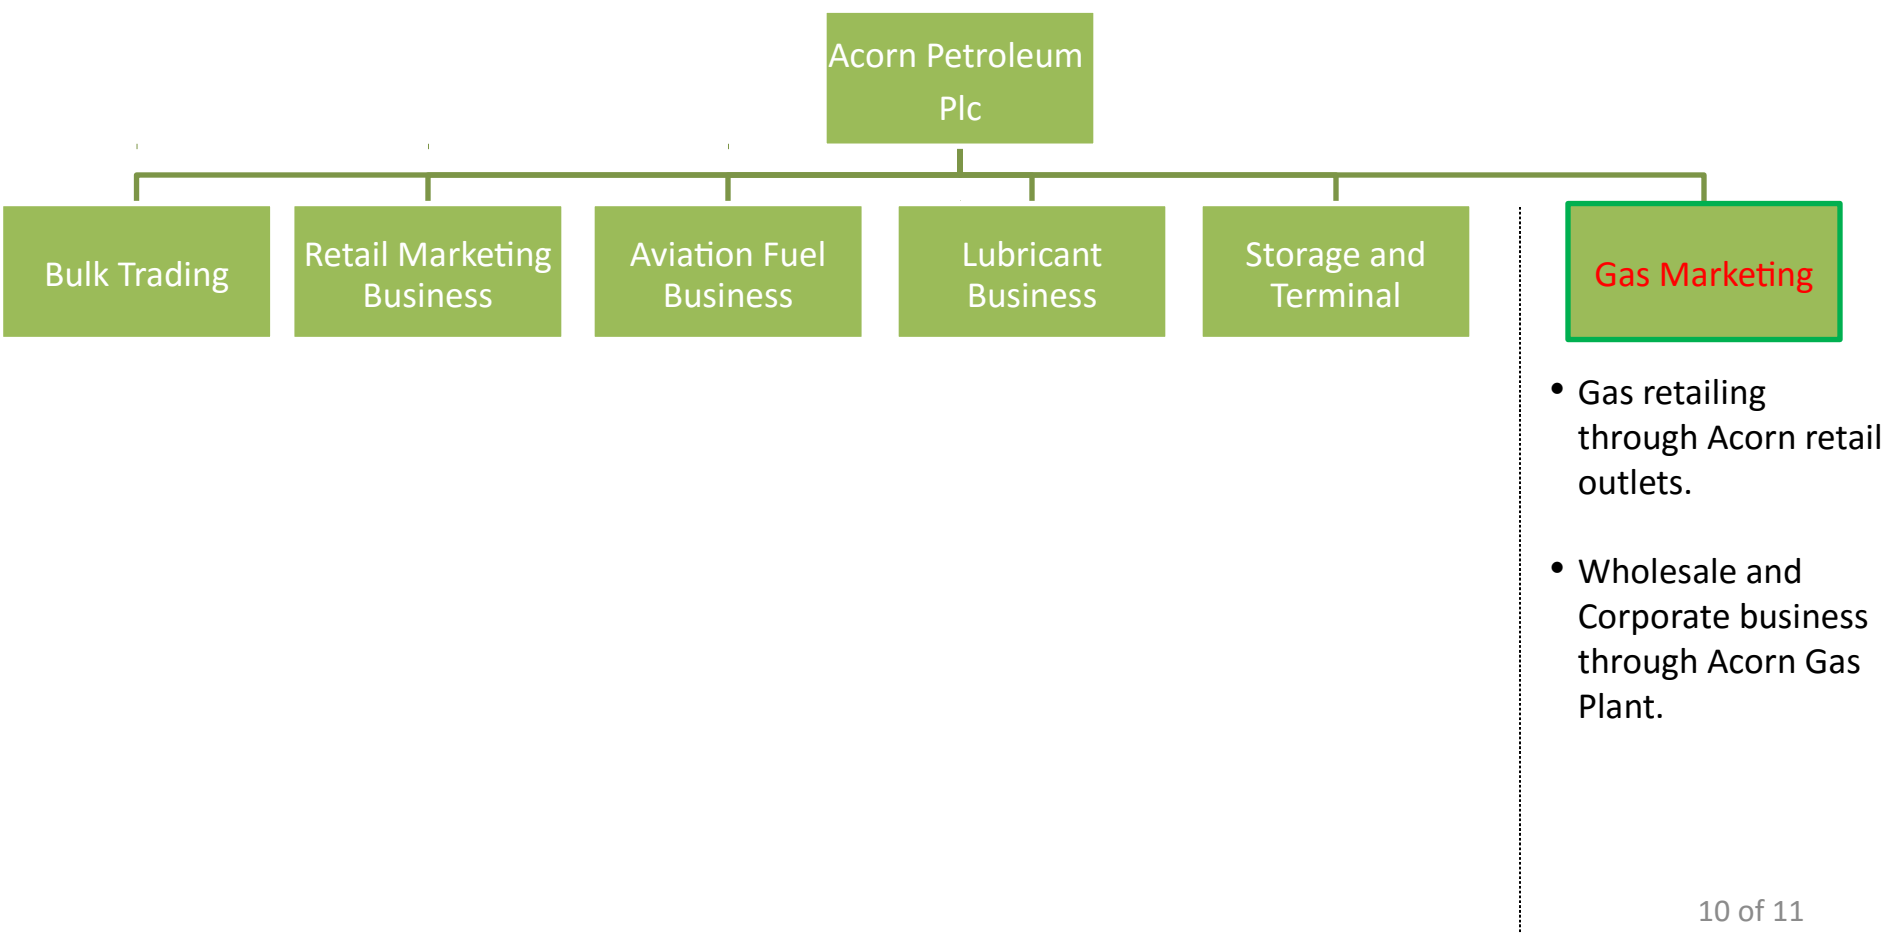 Acorn Petroleum
Plc
Bulk Trading
Retail Marketing
Business
Aviation Fuel
Business
Lubricant
Business
Storage and
Terminal
Gas Marketing
• Gas retailing
through Acorn retail
outlets.
• Wholesale and
Corporate business
through Acorn Gas
Plant.
10 of 11